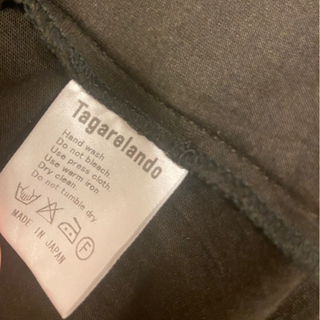 Tagarelando
Hand wash
Do not bleach.
Use press cloth.
Use warm iron.
Dry clean.
Do not tumble dry
F
MADE IN JAPAN